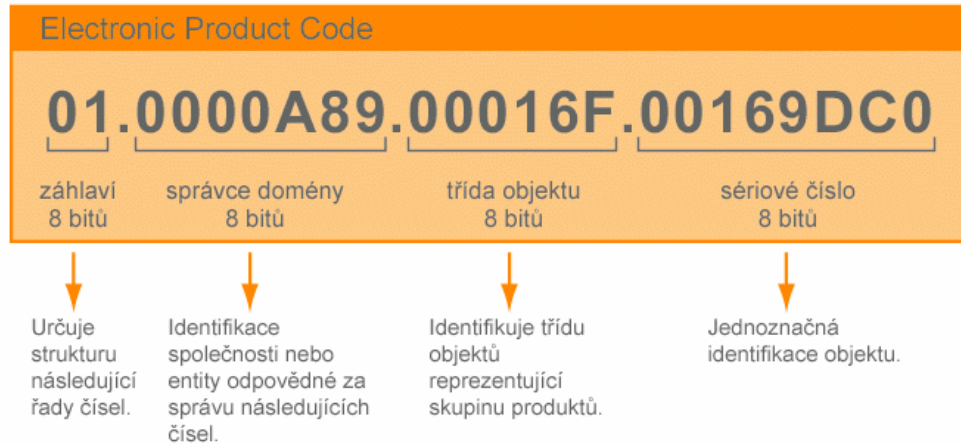 Electronic Product Code
01.0000A89.00016F.00169DC0
záhlaví
8 bitů
správce domény
8 bitů
třída objektu
8 bitů
sériové číslo
8 bitů
Určuje
strukturu
následující
řady čísel.
Identifikace
společnosti nebo
entity odpovědné za
správu následujících
čísel.
Identifikuje třídu
objektů
reprezentující
skupinu produktů.
Jednoznačná
identifikace objektu.